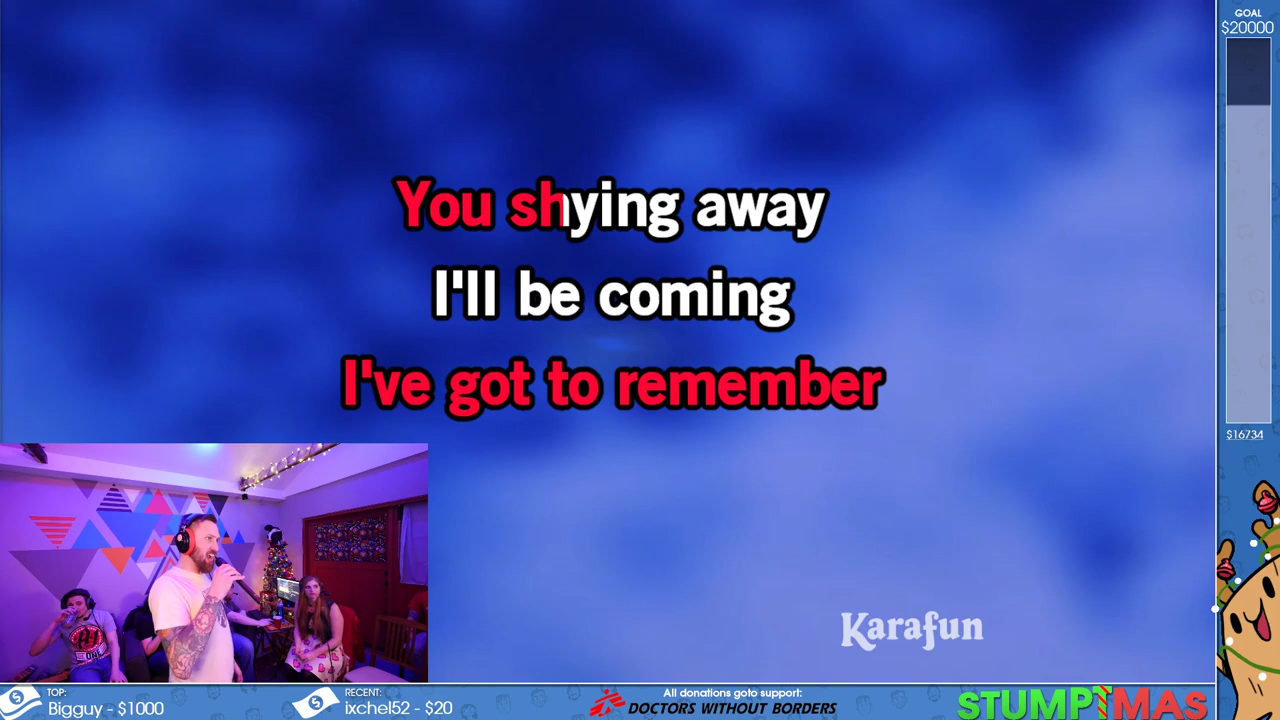 GOAL
$20000
You shying away
I'll be coming
I've got to remember
$16734
Karafun
TOP:
Bigguy - $1000
RECENT:
ixchel52 - $20
All donations goto support:
DOCTORS WITHOUT BORDERS
STUMPTMAS